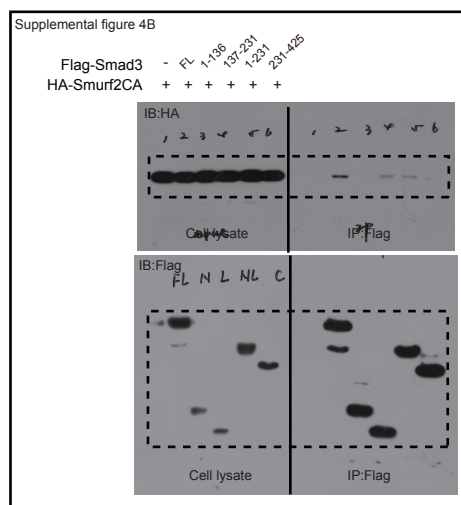 Supplemental figure 4B
Flag-Smad3 - FL 1-136 137-231 1-231 231-425
HA-Smurf2CA + + + + + +
IB:HA
1 2 3 4 5 6 1 2 3 4 5 6
Cell lysate IP:Flag
IB:Flag
FL N L NL C
Cell lysate IP:Flag